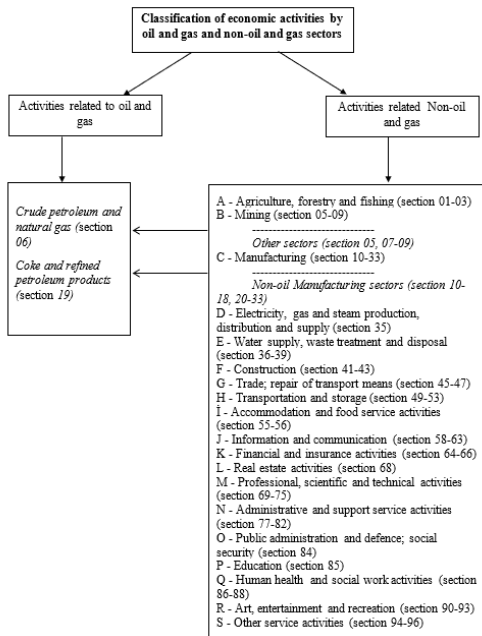 Classification of economic activities by
oil and gas and non-oil and gas sectors
Activities related to oil and
gas
Activities related Non-oil
and gas
Crude petroleum and
natural gas (section
06)
Coke and refined
petroleum products
(section 19)
A - Agriculture, forestry and fishing (section 01-03)
B - Mining (section 05-09)
------------------------------
Other sectors (section 05, 07-09)
C - Manufacturing (section 10-33)
------------------------------
Non-oil Manufacturing sectors (section 10-
18, 20-33)
D - Electricity, gas and steam production,
distribution and supply (section 35)
E - Water supply, waste treatment and disposal
(section 36-39)
F - Construction (section 41-43)
G - Trade; repair of transport means (section 45-47)
H - Transportation and storage (section 49-53)
İ - Accommodation and food service activities
(section 55-56)
J - Information and communication (section 58-63)
K - Financial and insurance activities (section 64-66)
L - Real estate activities (section 68)
M - Professional, scientific and technical activities
(section 69-75)
N - Administrative and support service activities
(section 77-82)
O - Public administration and defence; social
security (section 84)
P - Education (section 85)
Q - Human health and social work activities (section
86-88)
R - Art, entertainment and recreation (section 90-93)
S - Other service activities (section 94-96)